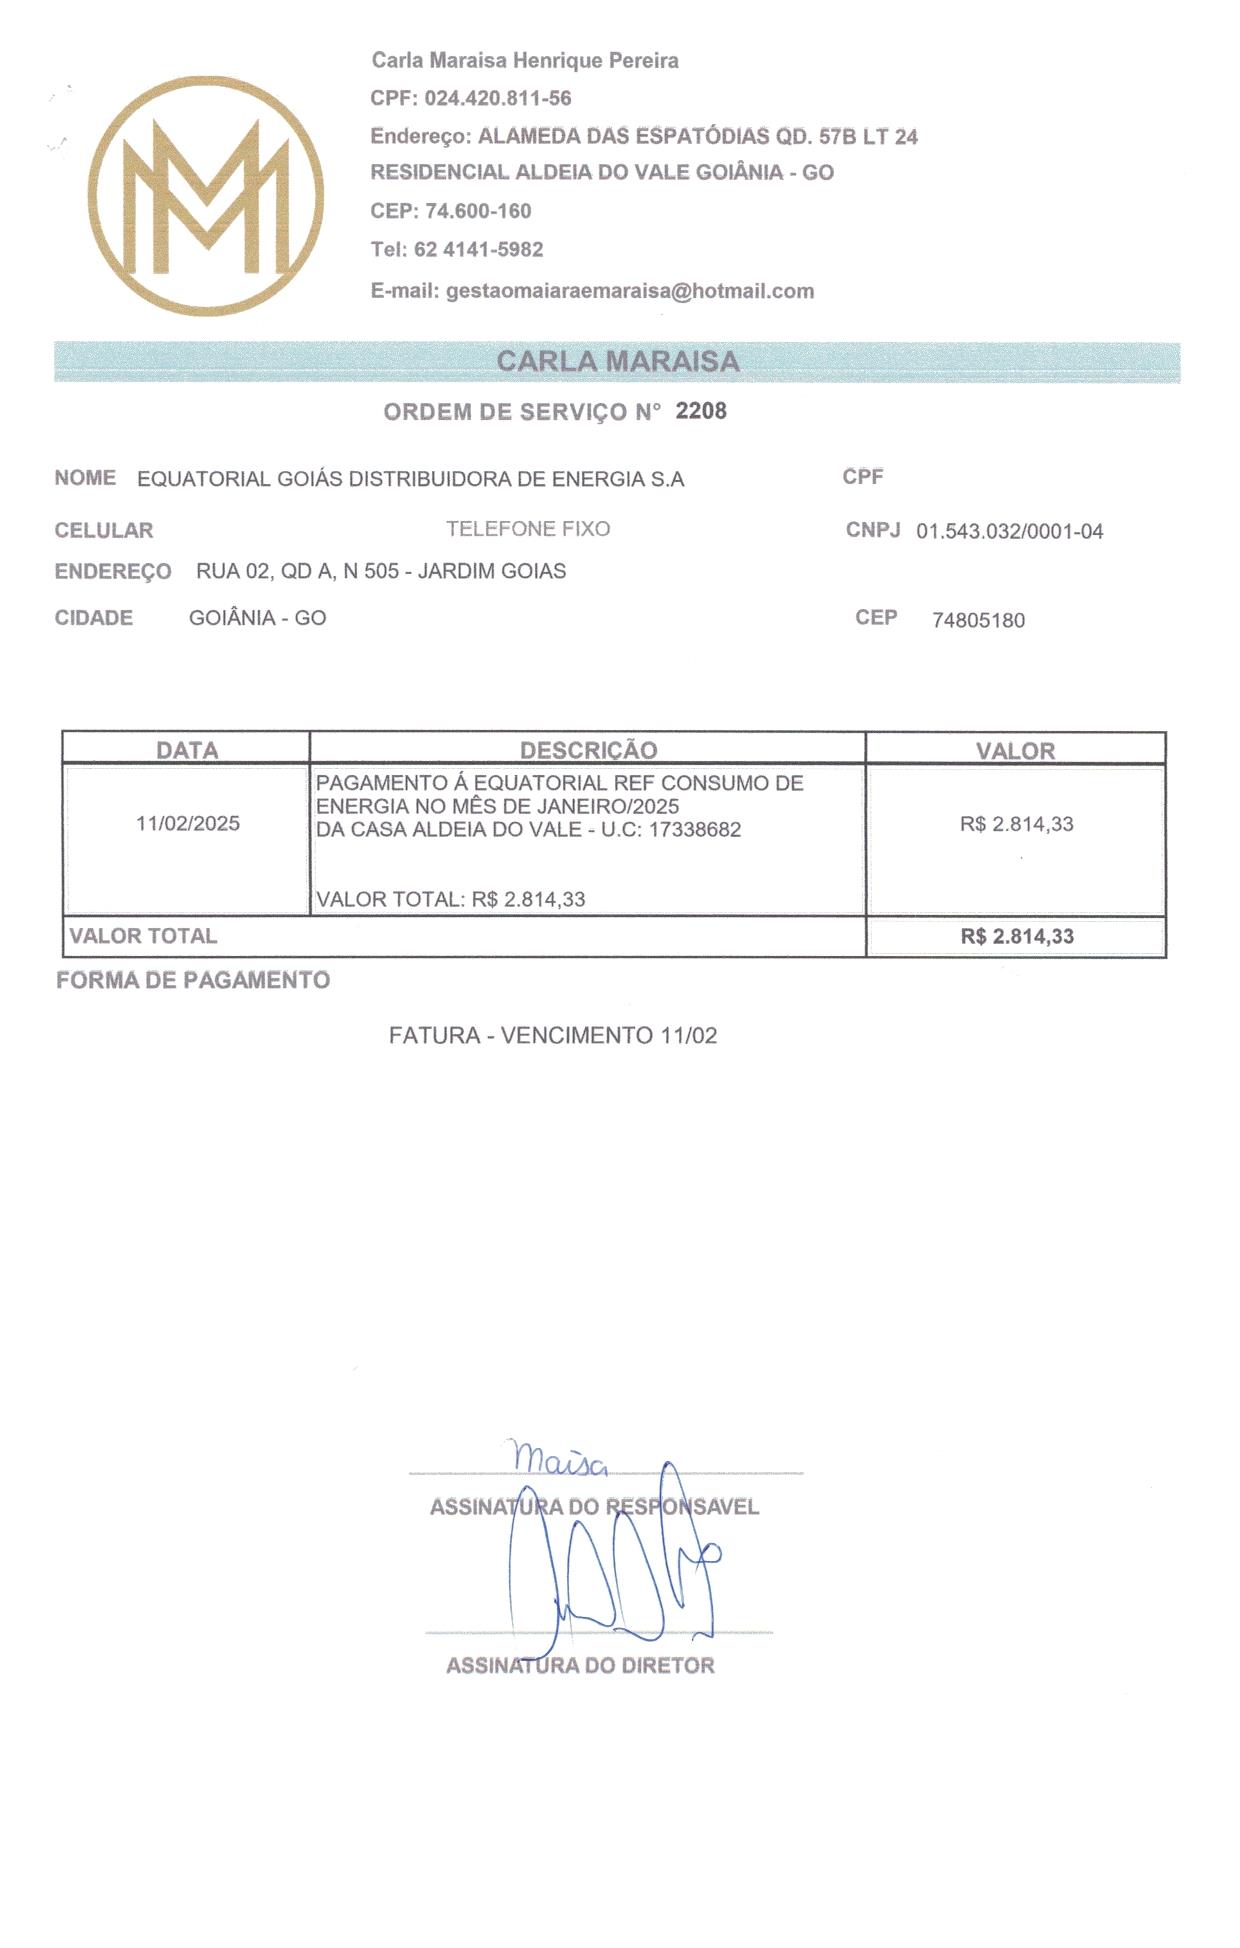 Carla Maraisa Henrique Pereira
CPF: 024.420.811-56
Endereço: ALAMEDA DAS ESPATÓDIAS QD. 57B LT 24
RESIDENCIAL ALDEIA DO VALE GOIÂNIA - GO
CEP: 74.600-160
Tel: 62 4141-5982
E-mail: gestaomaiaraemaraisa@hotmail.com
CARLA MARAISA
ORDEM DE SERVIÇO N° 2208
NOME EQUATORIAL GOIÁS DISTRIBUIDORA DE ENERGIA S.A CPF
CELULAR TELEFONE FIXO CNPJ 01.543.032/0001-04
ENDEREÇO RUA 02, QD A, N 505 - JARDIM GOIAS
CIDADE GOIÂNIA - GO CEP 74805180
DATA DESCRIÇÃO VALOR
PAGAMENTO Á EQUATORIAL REF CONSUMO DE
ENERGIA NO MÊS DE JANEIRO/2025
11/02/2025 DA CASA ALDEIA DO VALE - U.C: 17338682 R$ 2.814,33
VALOR TOTAL: R$ 2.814,33
VALOR TOTAL R$ 2.814,33
FORMA DE PAGAMENTO
FATURA - VENCIMENTO 11/02
Maisa
ASSINATURA DO RESPONSAVEL
ASSINATURA DO DIRETOR